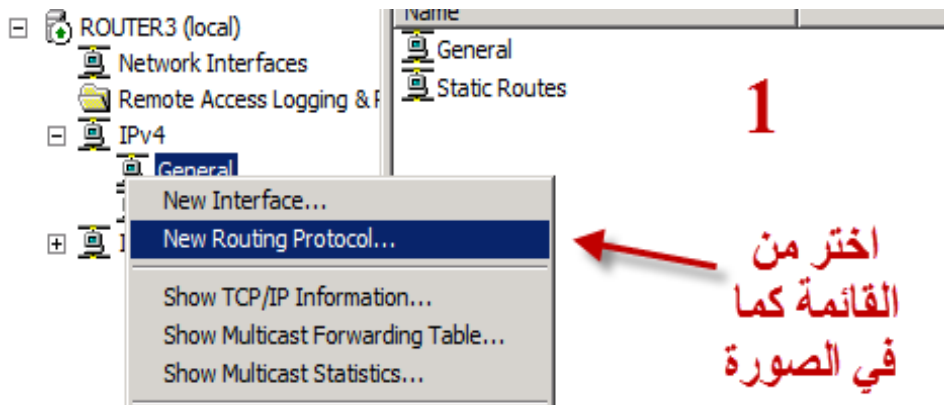 ROUTER3 (local)
Network Interfaces
Remote Access Logging &
IPv4
General
Name
General
Static Routes
New Interface...
New Routing Protocol...
Show TCP/IP Information...
Show Multicast Forwarding Table...
Show Multicast Statistics...
1
اختر من
القائمة كما
في الصورة